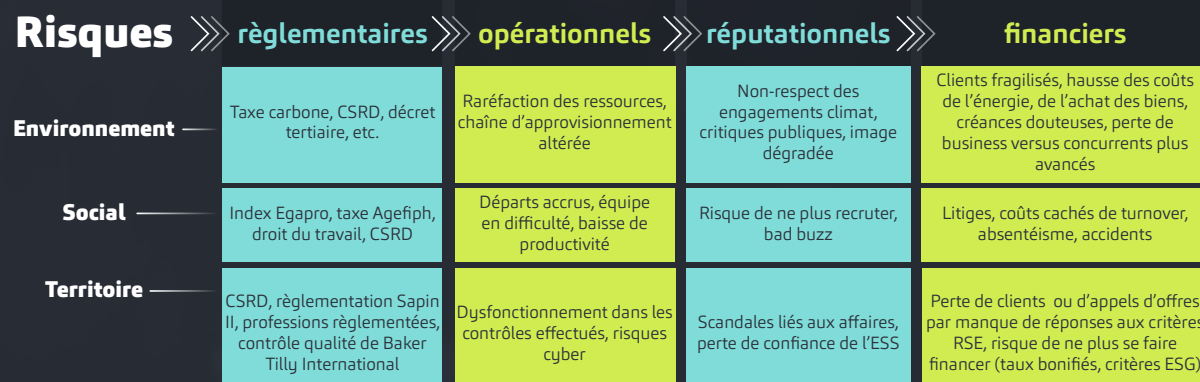 Risques
règlementaires
opérationnels
réputationnels
financiers
Environnement
Taxe carbone, CSRD, décret
tertiaire, etc.
Raréfaction des ressources,
chaîne d’approvisionnement
altérée
Non-respect des
engagements climat,
critiques publiques, image
dégradée
Clients fragilisés, hausse des coûts
de l’énergie, de l’achat des biens,
créances douteuses, perte de
business versus concurrents plus
avancés
Social
Index Egapro, taxe Agefiph,
droit du travail, CSRD
Départs accrus, équipe
en difficulté, baisse de
productivité
Risque de ne plus recruter,
bad buzz
Litiges, coûts cachés de turnover,
absentéisme, accidents
Territoire
CSRD, règlementation Sapin
II, professions règlementées,
contrôle qualité de Baker
Tilly International
Dysfonctionnement dans les
contrôles effectués, risques
cyber
Scandales liés aux affaires,
perte de confiance de l’ESS
Perte de clients ou d’appels d’offres
par manque de réponses aux critères
RSE, risque de ne plus se faire
financer (taux bonifiés, critères ESG)